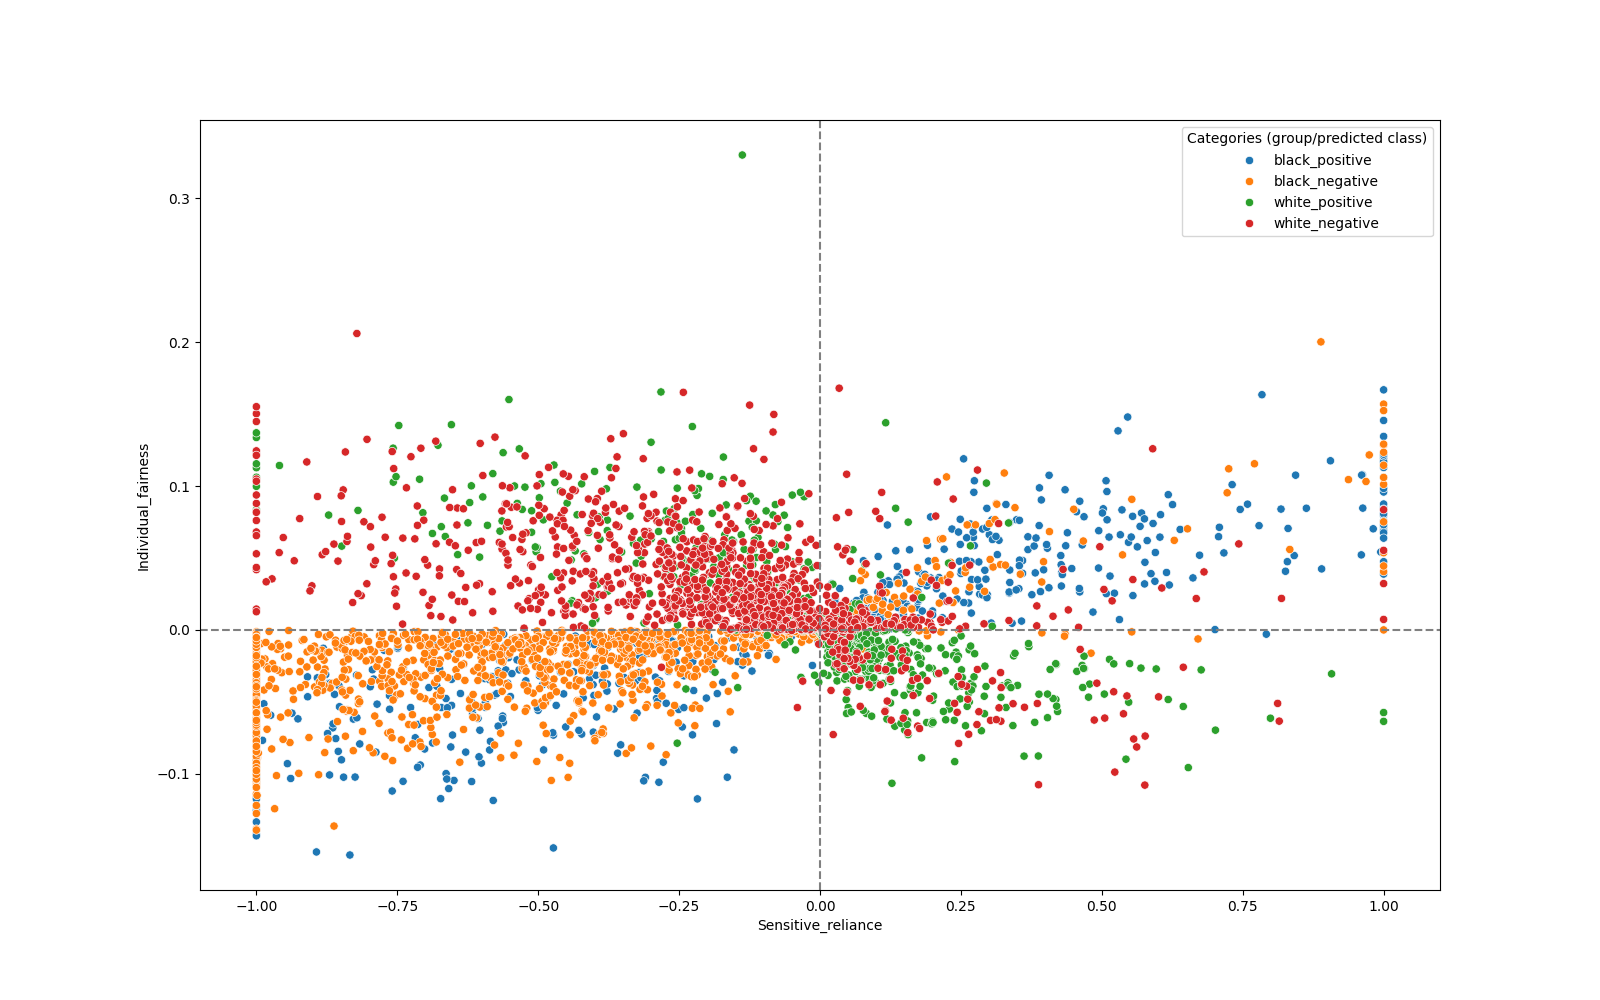 Categories (group/predicted class)
black_positive
black_negative
white_positive
white_negative
0.3
0.2
0.1
0.0
−0.1
Individual_fairness
−1.00 −0.75 −0.50 −0.25 0.00 0.25 0.50 0.75 1.00
Sensitive_reliance